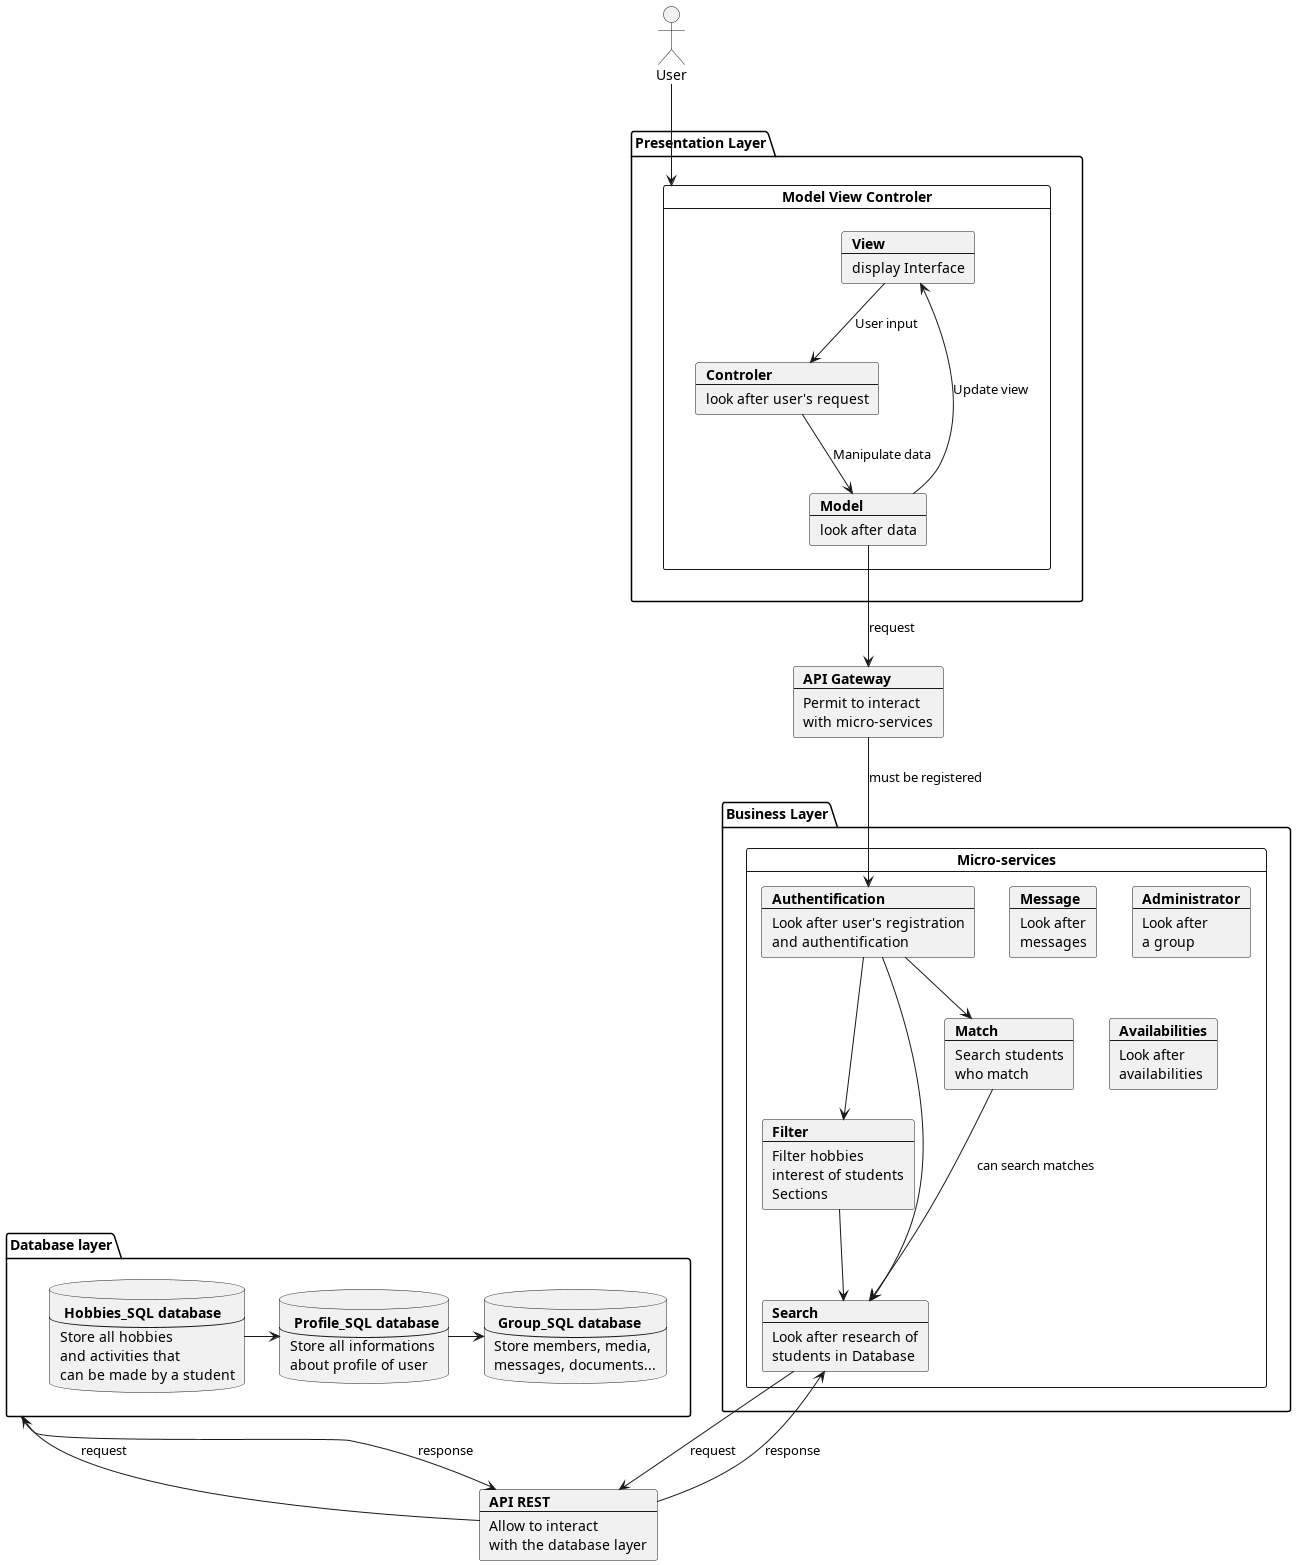 User
Presentation Layer
Model View Controler
View
display Interface
User input
Controler
look after user's request
Update view
Manipulate data
Model
look after data
request
API Gateway
Permit to interact
with micro-services
must be registered
Business Layer
Micro-services
Authentification
Look after user's registration
and authentification
Message
Look after
messages
Administrator
Look after
a group
Match
Search students
who match
Availabilities
Look after
availabilities
Filter
Filter hobbies
interest of students
Sections
can search matches
Database layer
Hobbies_SQL database
Store all hobbies
and activities that
can be made by a student
Profile_SQL database
Store all informations
about profile of user
Group_SQL database
Store members, media,
messages, documents...
Search
Look after research of
students in Database
request
response
request
response
API REST
Allow to interact
with the database layer